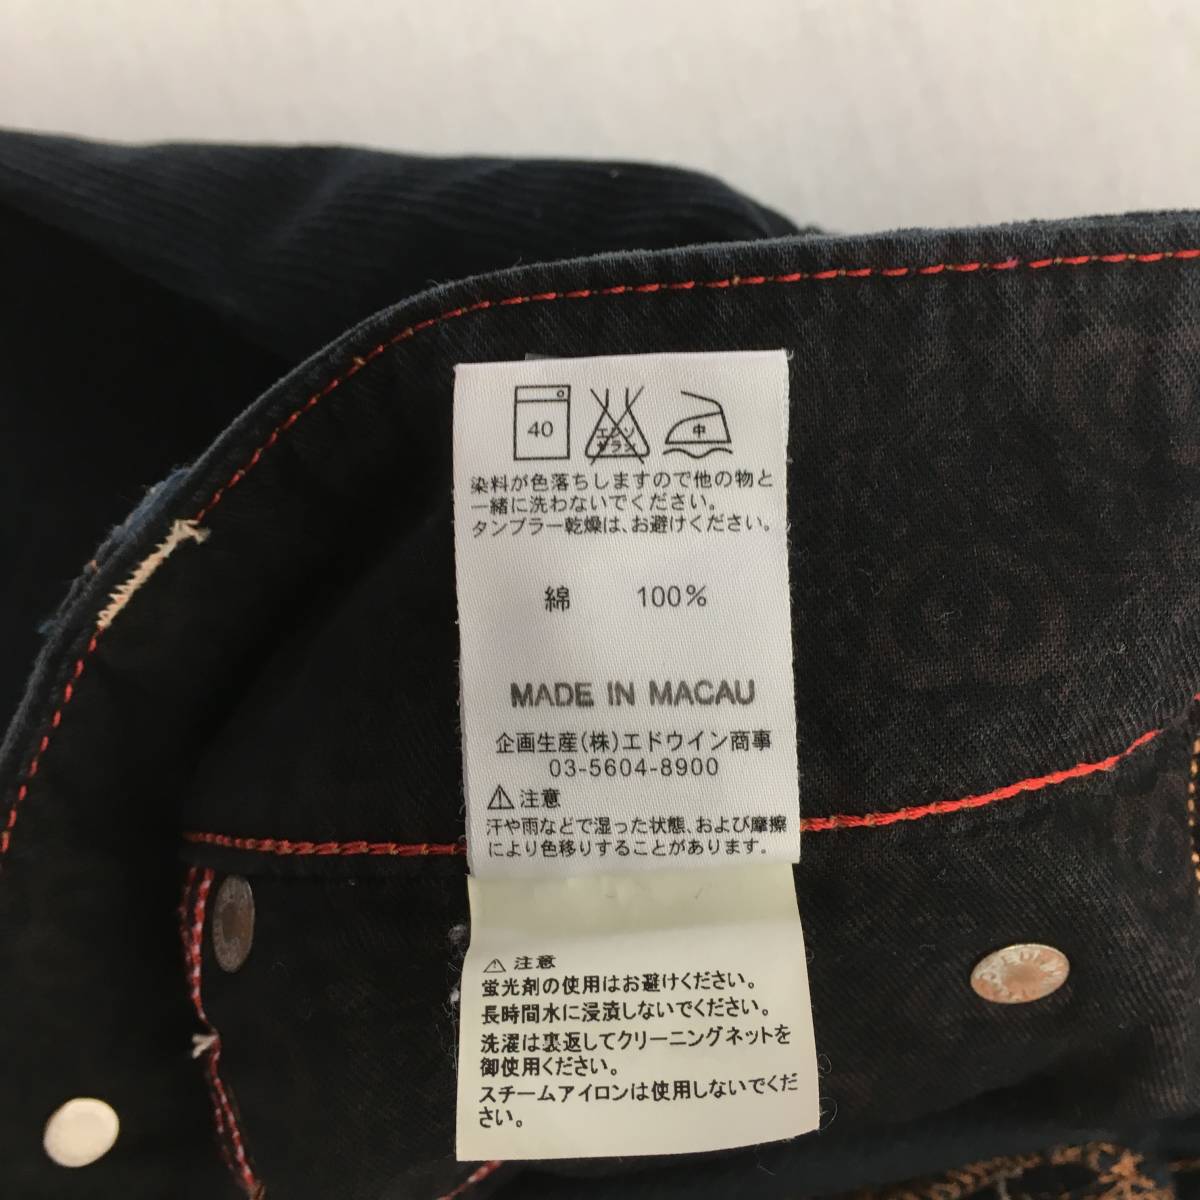 40
エンソ
サラシ
中
染料が色落ちしますので他の物と
一緒に洗わないでください。
タンブラー乾燥は、お避けください。
綿 100%
MADE IN MACAU
企画生産(株)エドウイン商事
03-5604-8900
⚠注意
汗や雨などで湿った状態、および摩擦
により色移りすることがあります。
⚠注意
蛍光剤の使用はお避けください。
長時間水に浸漬しないでください。
洗濯は裏返してクリーニングネットを
御使用ください。
スチームアイロンは使用しないでくだ
さい。